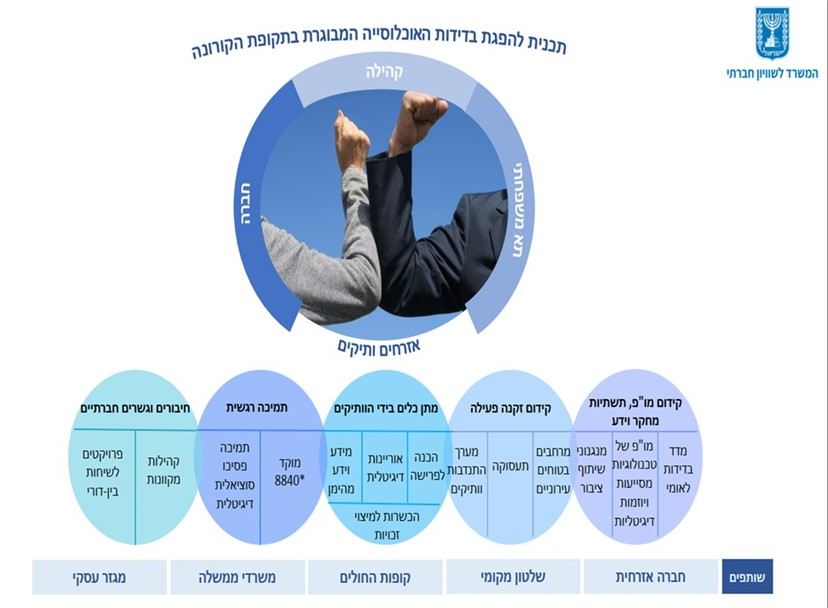 המשרד לשוויון חברתי
תכנית להפגת בדידות האוכלוסייה המבוגרת בתקופת הקורונה
קהילה
תא משפחתי
חברה
אזרחים ותיקים
קידום מו"פ, תשתיות
מחקר וידע
מדד
בדידות
לאומי
מו"פ של
טכנולוגיות
מסייעות
ויוזמות
דיגיטליות
מנגנוני
שיתוף
ציבור
קידום זקנה פעילה
מרחבים
בטוחים
עירוניים
תעסוקה
מערך
התנדבות
וותיקים
מתן כלים בידי הוותיקים
הכנה
לפרישה
אוריינות
דיגיטלית
מידע
וידע
מהימן
הכשרות למיצוי
זכויות
תמיכה רגשית
מוקד
8840*
תמיכה
פסיכו
סוציאלית
דיגיטלית
חיבורים וגשרים חברתיים
קהילות
מקוונות
פרויקטים
לשיחות
בין-דורי
שותפים
חברה אזרחית
שלטון מקומי
קופות החולים
משרדי ממשלה
מגזר עסקי